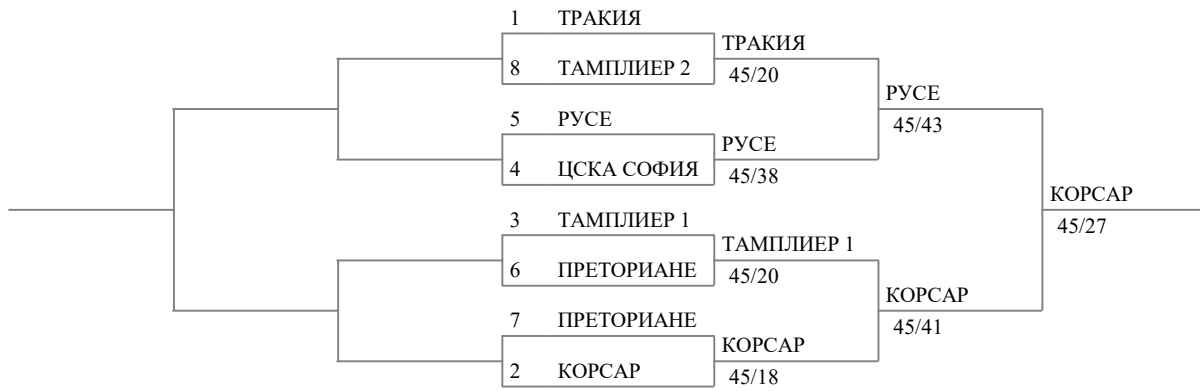 1 ТРАКИЯ
ТРАКИЯ
8 ТАМПЛИЕР 2
45/20
РУСЕ
5 РУСЕ
45/43
РУСЕ
4 ЦСКА СОФИЯ
45/38
КОРСАР
3 ТАМПЛИЕР 1
45/27
ТАМПЛИЕР 1
6 ПРЕТОРИАНЕ
45/20
КОРСАР
7 ПРЕТОРИАНЕ
45/41
КОРСАР
2 КОРСАР
45/18